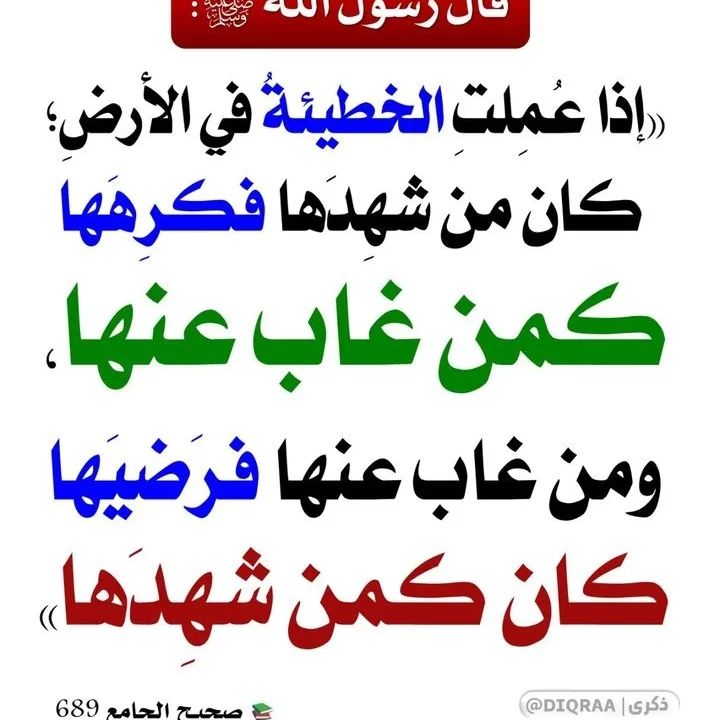 قال رسول الله ﷺ :
((إذا عُمِلتِ الخطيئةُ في الأرضِ؛
كان من شهِدَها فكرِهَها
كمن غاب عنها،
ومن غاب عنها فرَضيَها
كان كمن شهِدَها))
ذكرى | @DIQRAA
📚 صحيح الجامع 689